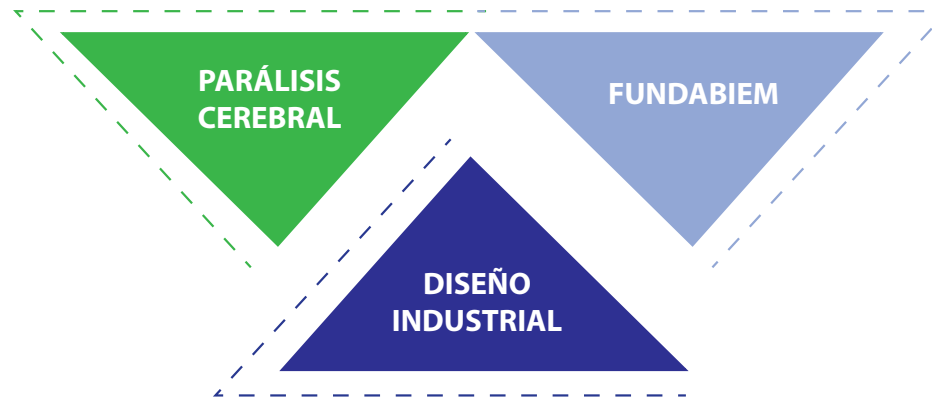 PARÁLISIS
CEREBRAL
FUNDABIEM
DISEÑO
INDUSTRIAL